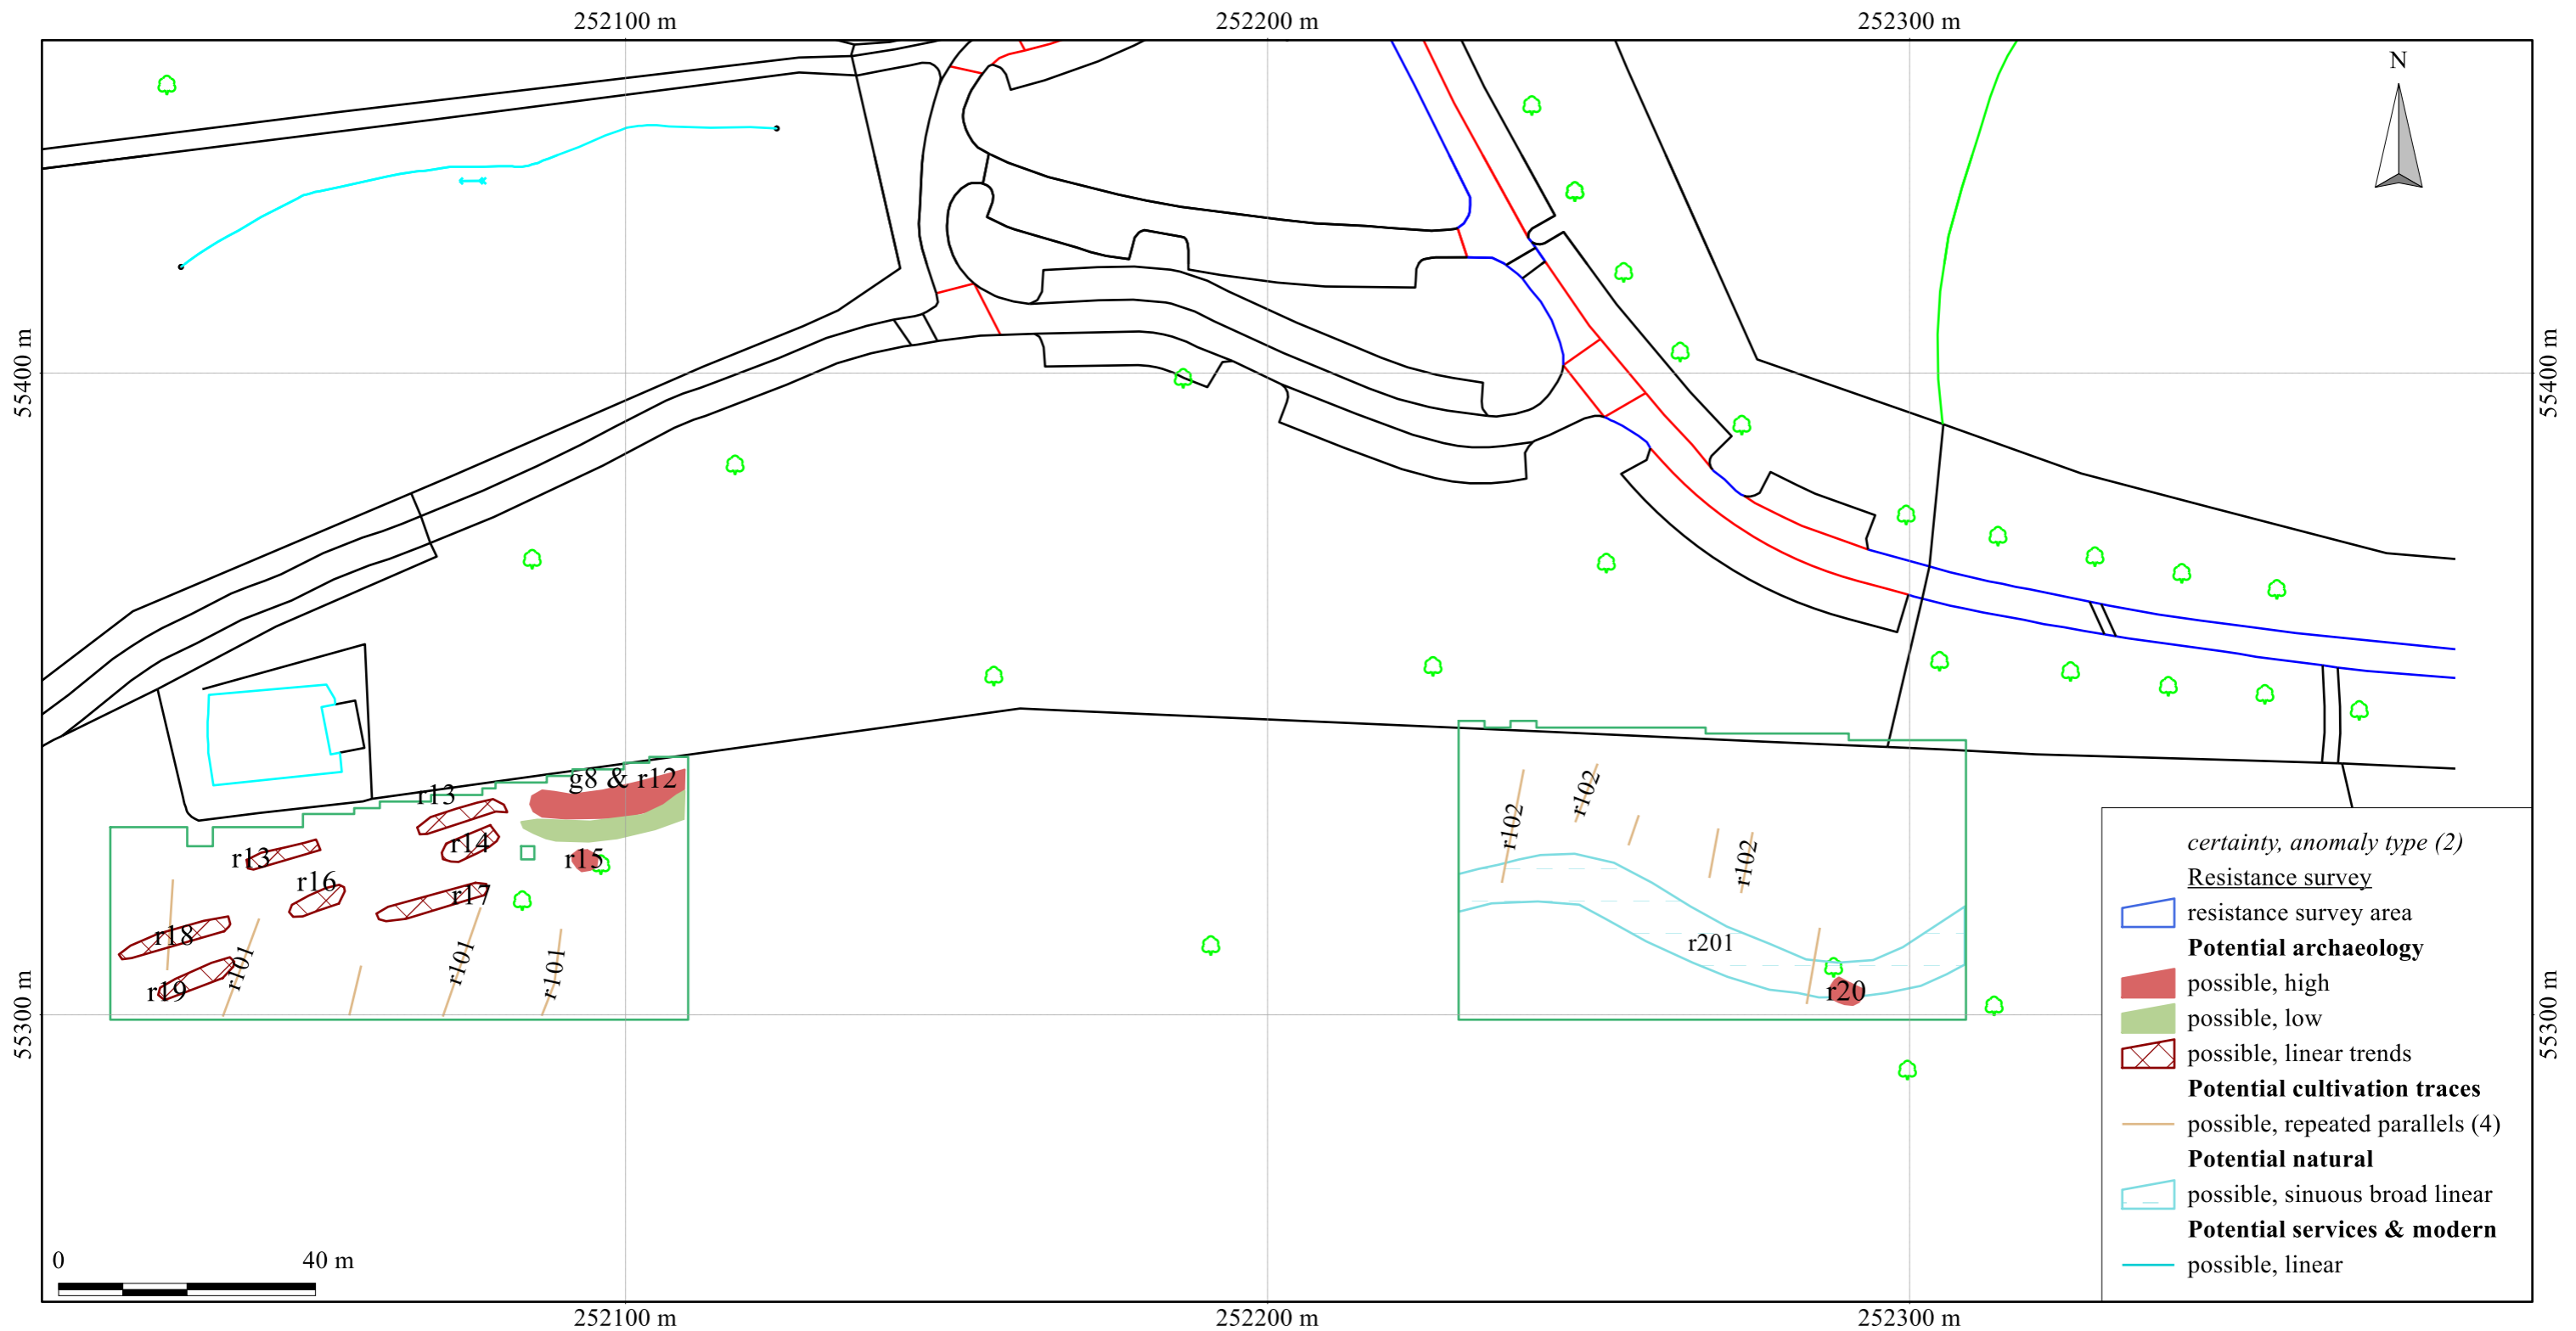 252100 m
252200 m
252300 m
N
55400 m
55400 m
g8 & r12
r13
r14
r13
r15
r16
r17
r18
r19
r101
r101
r101
r102
r102
r102
r201
r20
55300 m
55300 m
certainty, anomaly type (2)
Resistance survey
resistance survey area
Potential archaeology
possible, high
possible, low
possible, linear trends
Potential cultivation traces
possible, repeated parallels (4)
Potential natural
possible, sinuous broad linear
Potential services & modern
possible, linear
0
40 m
252100 m
252200 m
252300 m